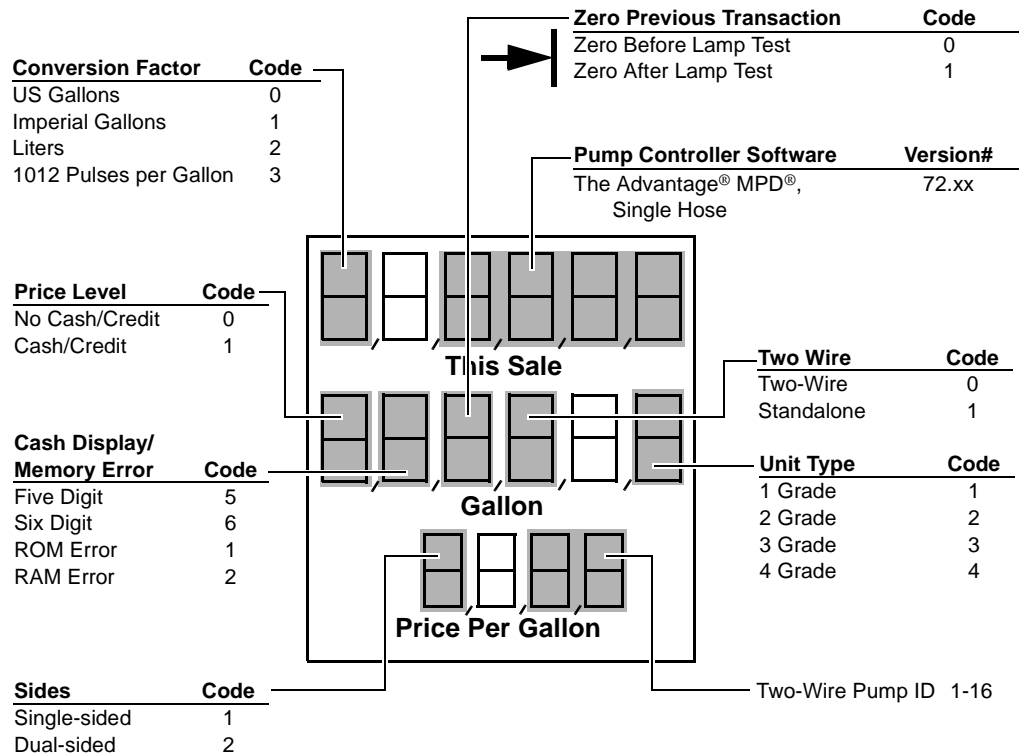 Zero Previous Transaction Code
Zero Before Lamp Test 0
Zero After Lamp Test 1
Conversion Factor Code
US Gallons 0
Imperial Gallons 1
Liters 2
1012 Pulses per Gallon 3
Pump Controller Software Version#
The Advantage® MPD®, 72.xx
Single Hose
Price Level Code
No Cash/Credit 0
Cash/Credit 1
This Sale
Two Wire Code
Two-Wire 0
Standalone 1
Cash Display/
Memory Error Code
Five Digit 5
Six Digit 6
ROM Error 1
RAM Error 2
Gallon
Unit Type Code
1 Grade 1
2 Grade 2
3 Grade 3
4 Grade 4
Price Per Gallon
Sides Code
Single-sided 1
Dual-sided 2
Two-Wire Pump ID 1-16